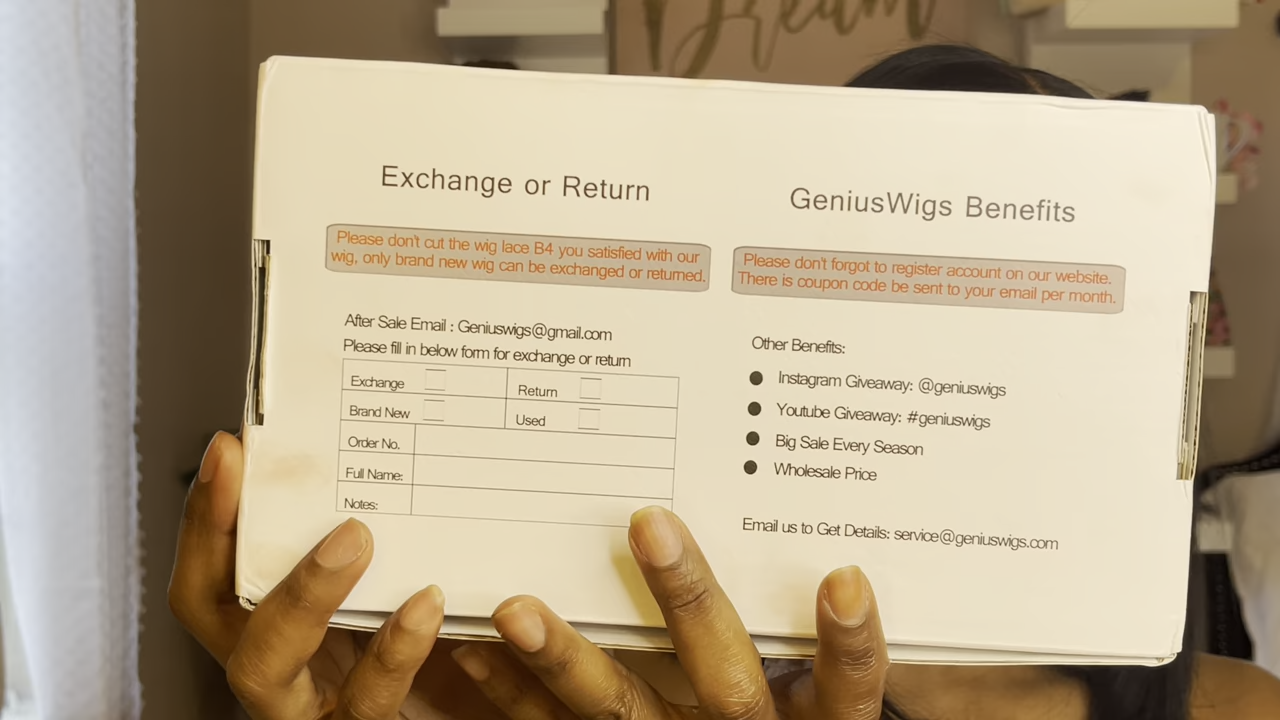 Dream
Exchange or Return
Please don't cut the wig lace B4 you satisfied with our
wig, only brand new wig can be exchanged or returned.
After Sale Email : Geniuswigs@gmail.com
Please fill in below form for exchange or return
Exchange Return
Brand New Used
Order No.
Full Name:
Notes:
GeniusWigs Benefits
Please don't forgot to register account on our website.
There is coupon code be sent to your email per month.
Other Benefits:
Instagram Giveaway: @geniuswigs
Youtube Giveaway: #geniuswigs
Big Sale Every Season
Wholesale Price
Email us to Get Details: service@geniuswigs.com